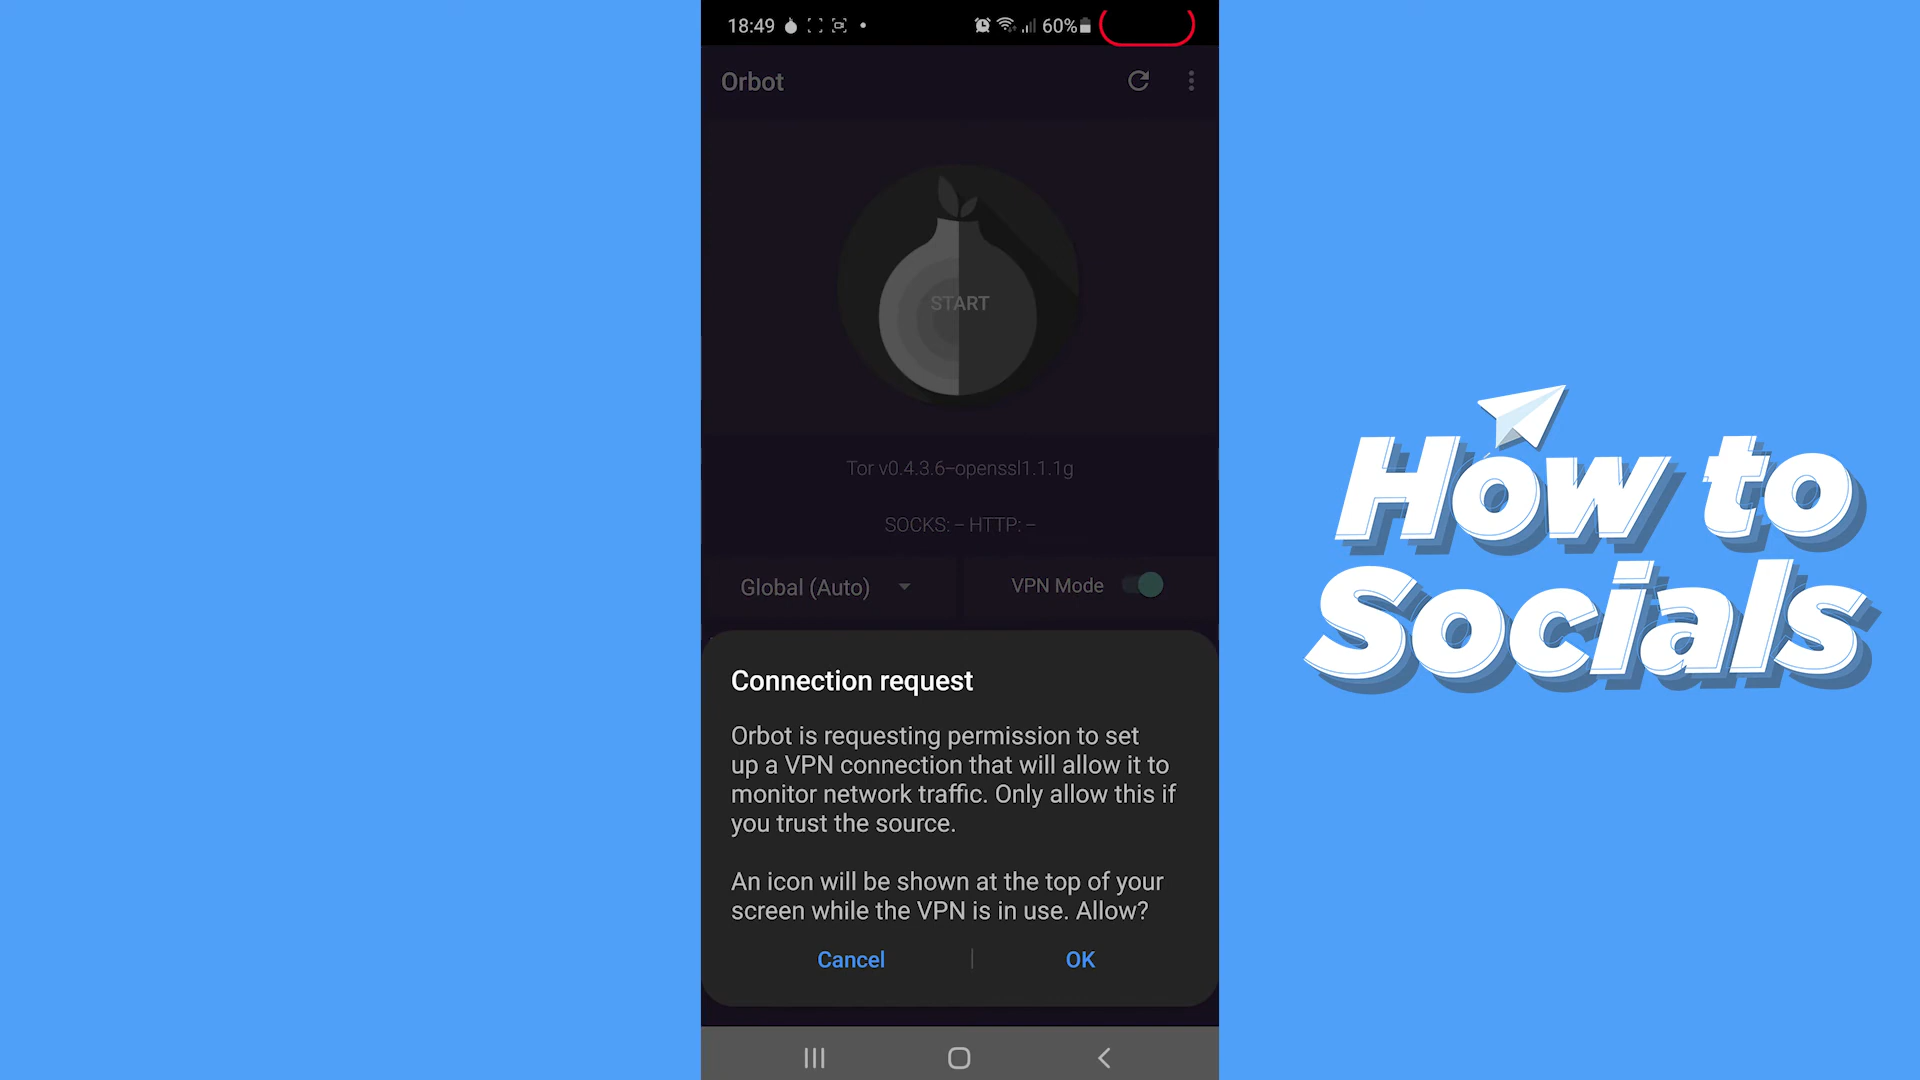 18:49
60%
Orbot
START
Tor v0.4.3.6-openssl1.1.1g
SOCKS: – HTTP: –
Global (Auto)
VPN Mode
Connection request
Orbot is requesting permission to set
up a VPN connection that will allow it to
monitor network traffic. Only allow this if
you trust the source.
An icon will be shown at the top of your
screen while the VPN is in use. Allow?
Cancel
OK
How to
Socials